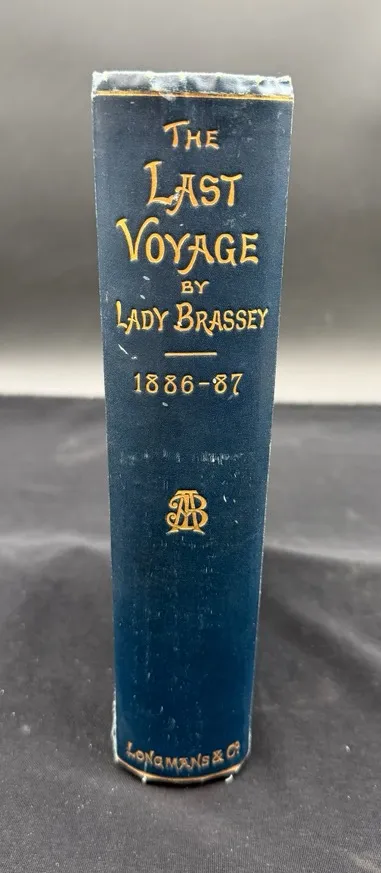 THE
LAST
VOYAGE
BY
LADY BRASSEY
1886-87
AB
LONGMANS & Co